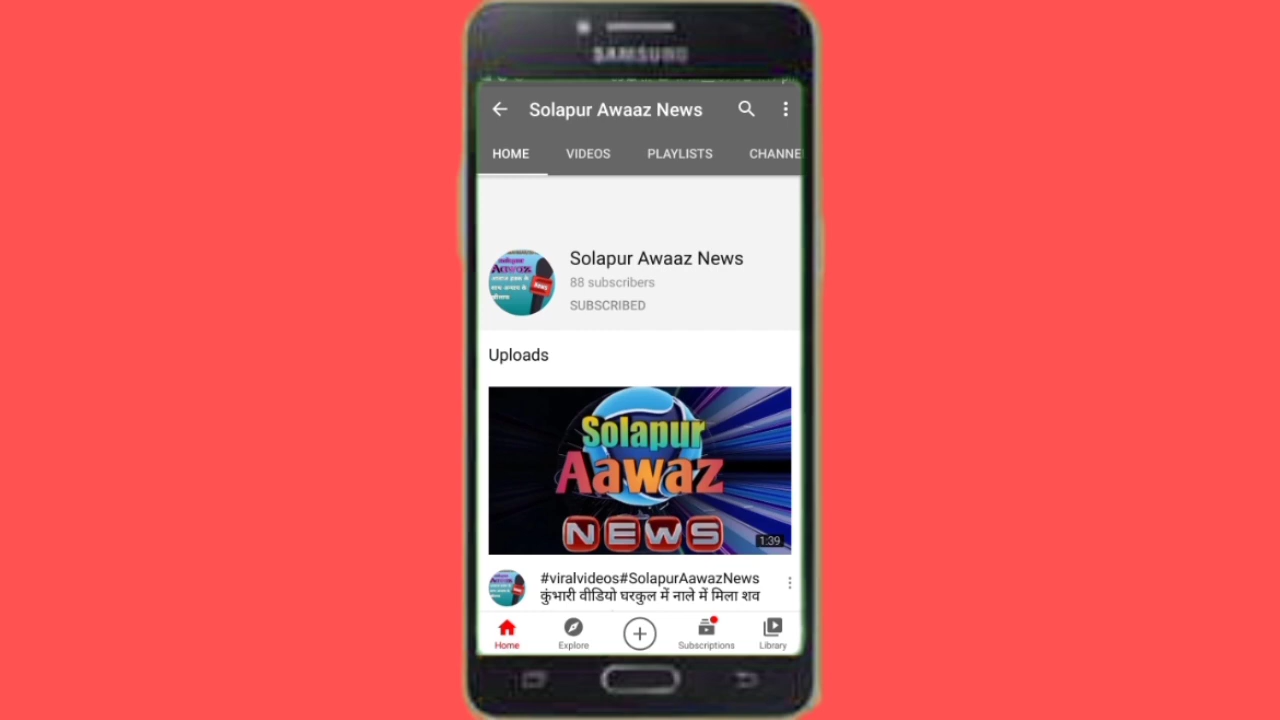 SAMSUNG
Solapur Awaaz News
HOME VIDEOS PLAYLISTS CHANNE
Solapur Awaaz News
88 subscribers
SUBSCRIBED
Uploads
Solapur
Aawaz
NEWS
1:39
#viralvideos#SolapurAawazNews
कुंभारी वीडियो घरकुल में नाले में मिला शव
Home Explore Subscriptions Library